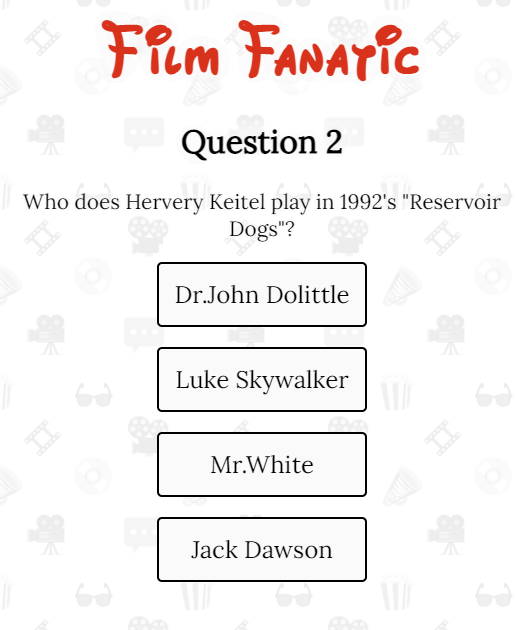 Film Fanatic
Question 2
Who does Hervery Keitel play in 1992's "Reservoir
Dogs"?
Dr.John Dolittle
Luke Skywalker
Mr.White
Jack Dawson